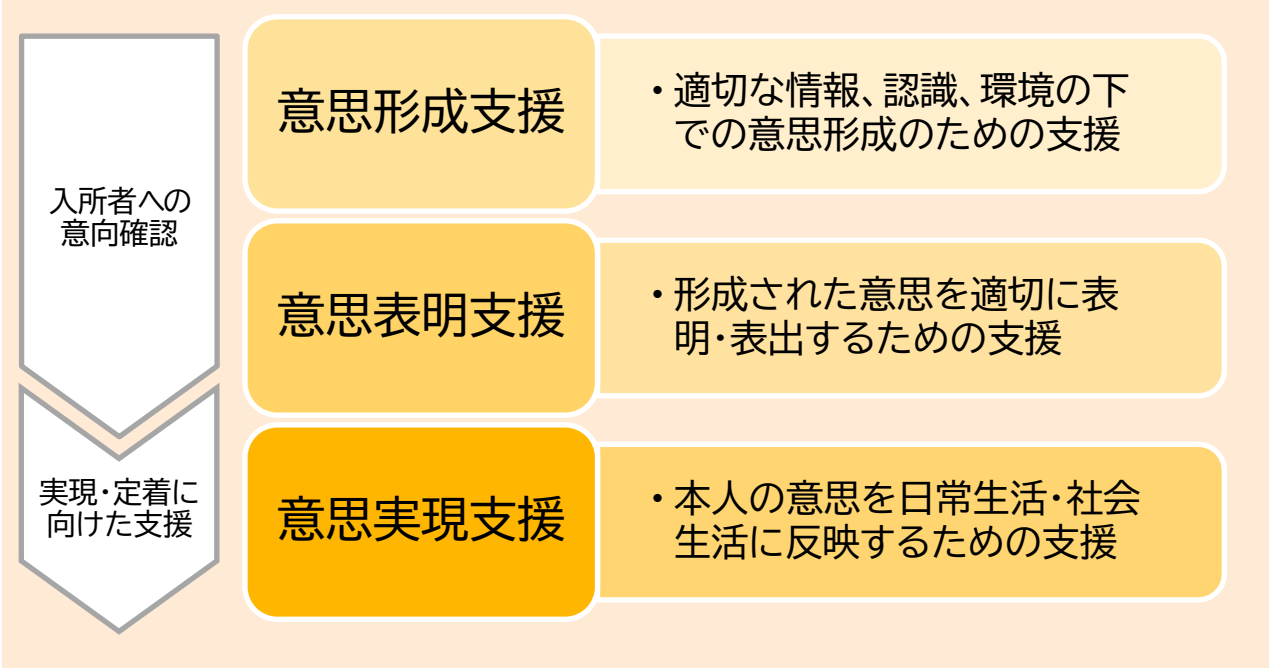 入所者への
意向確認
実現･定着に
向けた支援
意思形成支援
・適切な情報、認識、環境の下
での意思形成のための支援
意思表明支援
・形成された意思を適切に表
明･表出するための支援
意思実現支援
・本人の意思を日常生活･社会
生活に反映するための支援